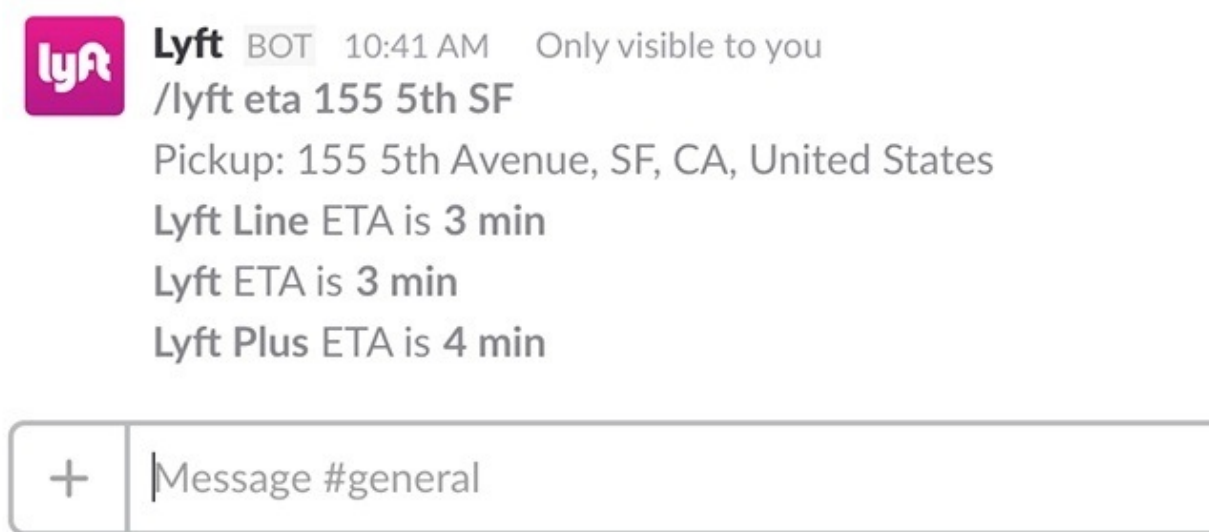 lyft
Lyft BOT 10:41 AM Only visible to you
/lyft eta 155 5th SF
Pickup: 155 5th Avenue, SF, CA, United States
Lyft Line ETA is 3 min
Lyft ETA is 3 min
Lyft Plus ETA is 4 min
+ Message #general